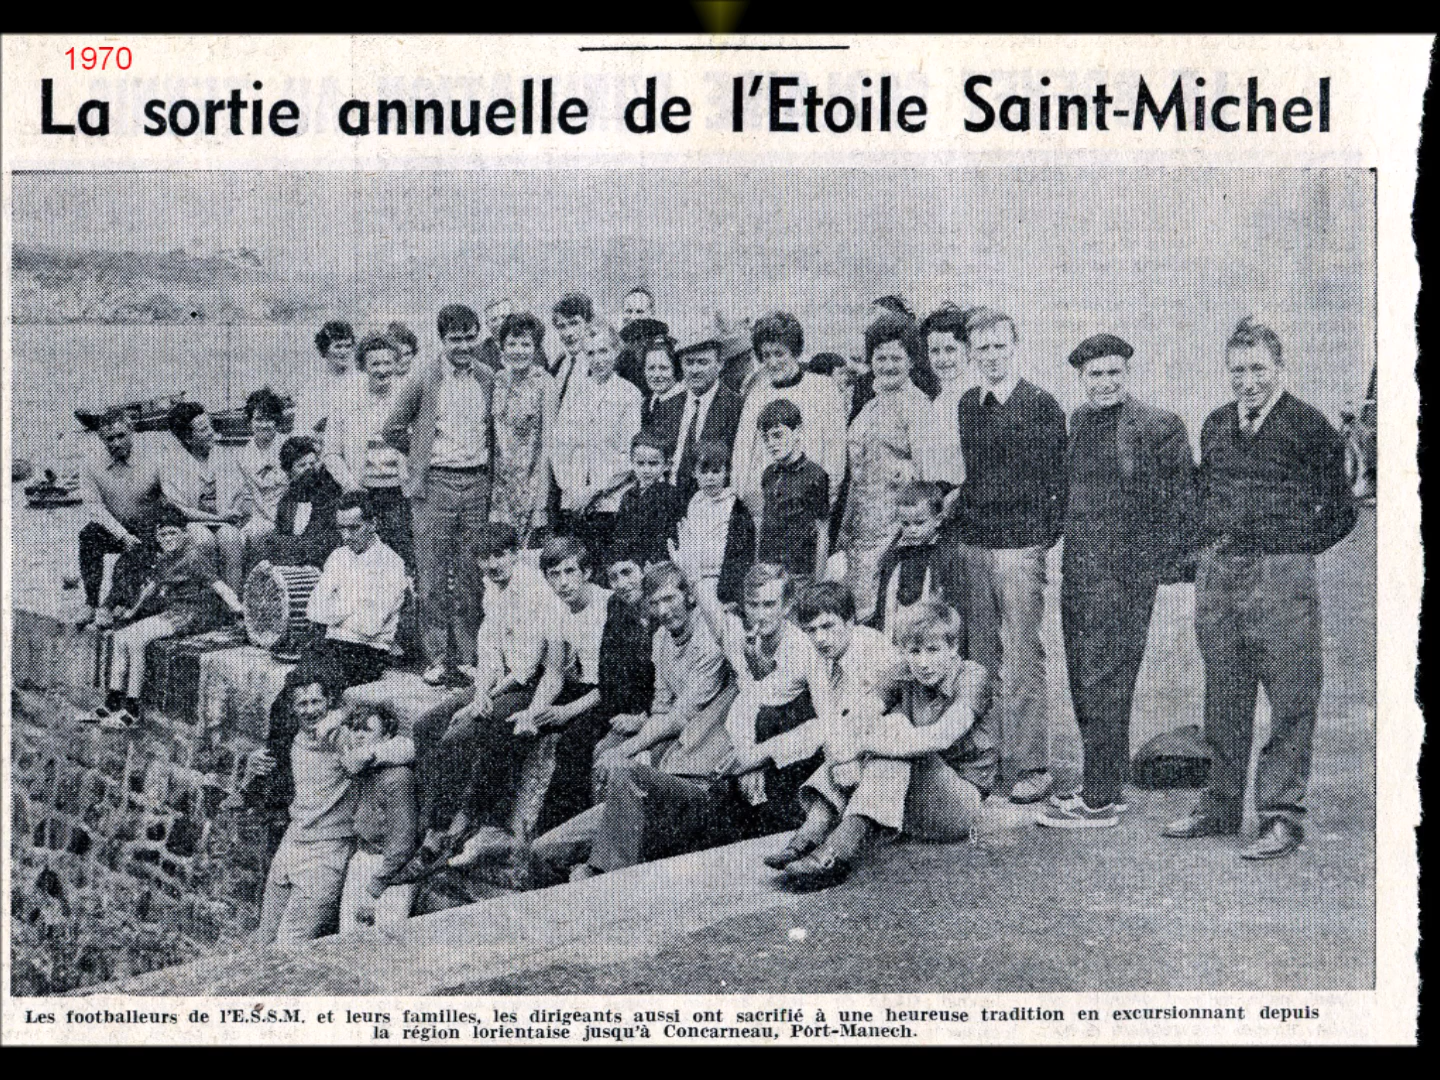 1970
La sortie annuelle de l'Etoile Saint-Michel
Les footballeurs de l'E.S.S.M. et leurs familles, les dirigeants aussi ont sacrifié à une heureuse tradition en excursionnant depuis
la région lorientaise jusqu'à Concarneau, Port-Manech.